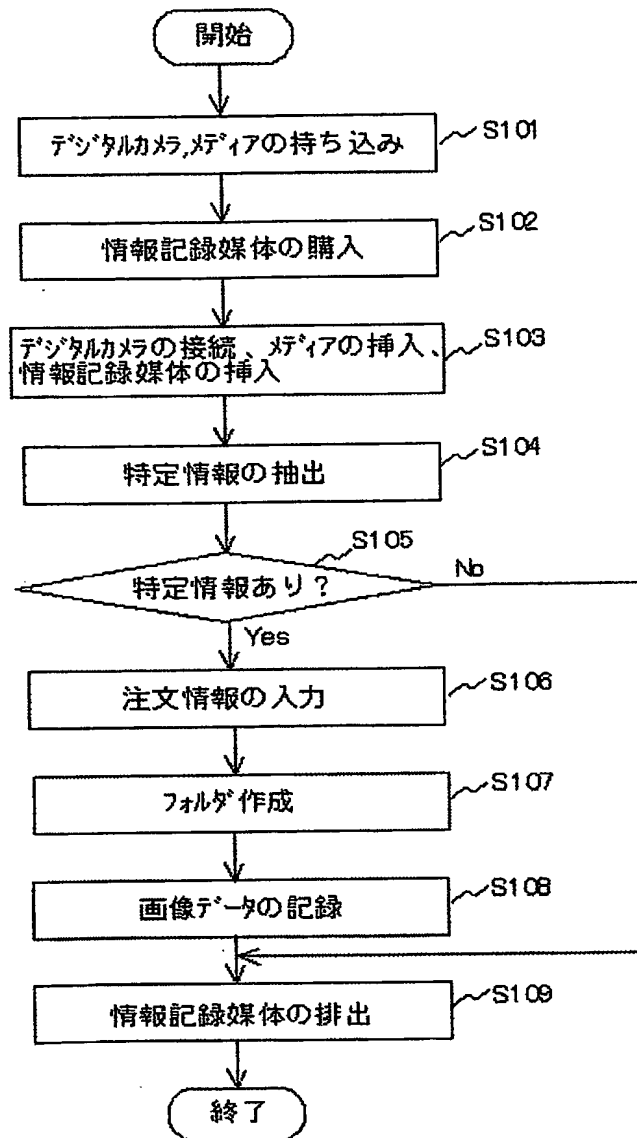 開始
デジタルカメラ,メディアの持ち込み
S101
情報記録媒体の購入
S102
デジタルカメラの接続、メディアの挿入、
情報記録媒体の挿入
S103
特定情報の抽出
S104
特定情報あり?
S105
No
Yes
注文情報の入力
S106
フォルダ作成
S107
画像データの記録
S108
情報記録媒体の排出
S109
終了